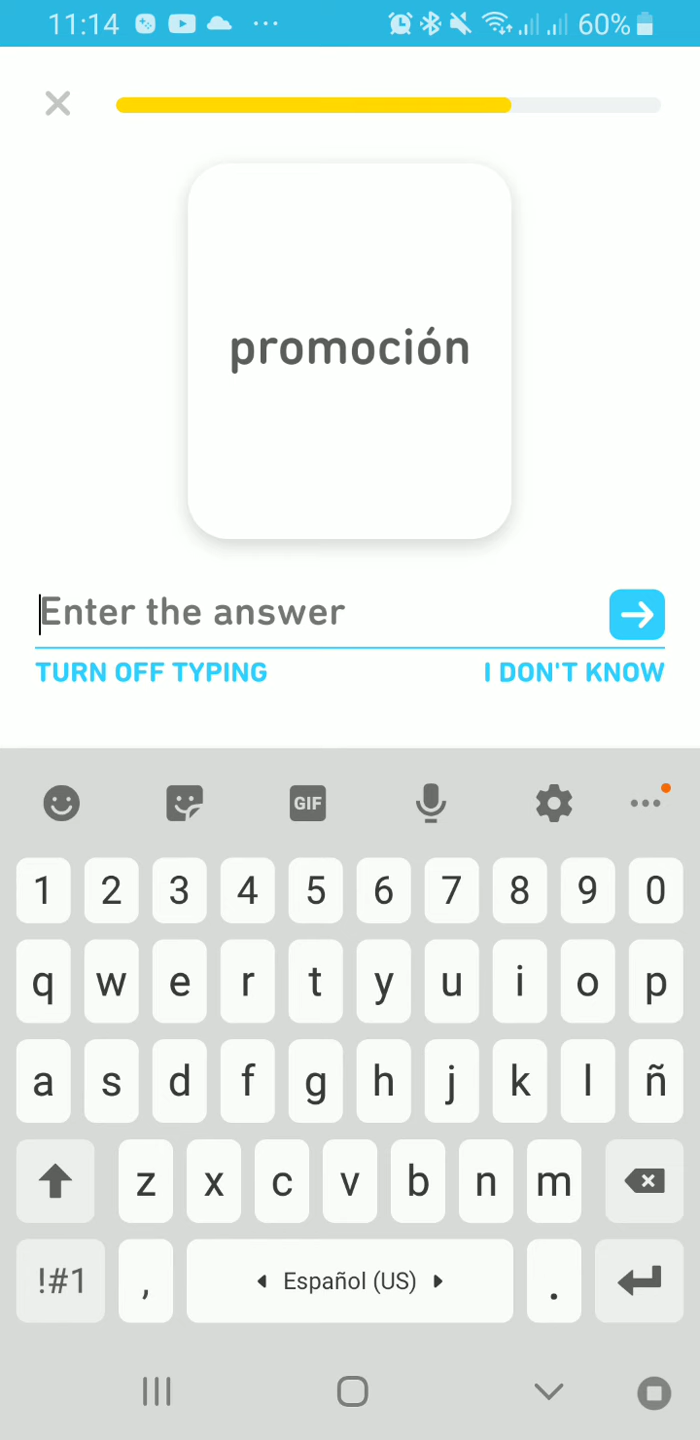 11:14 60%
promoción
Enter the answer
TURN OFF TYPING I DON'T KNOW
GIF
1 2 3 4 5 6 7 8 9 0
q w e r t y u i o p
a s d f g h j k l ñ
z x c v b n m
!#1 , Español (US) .